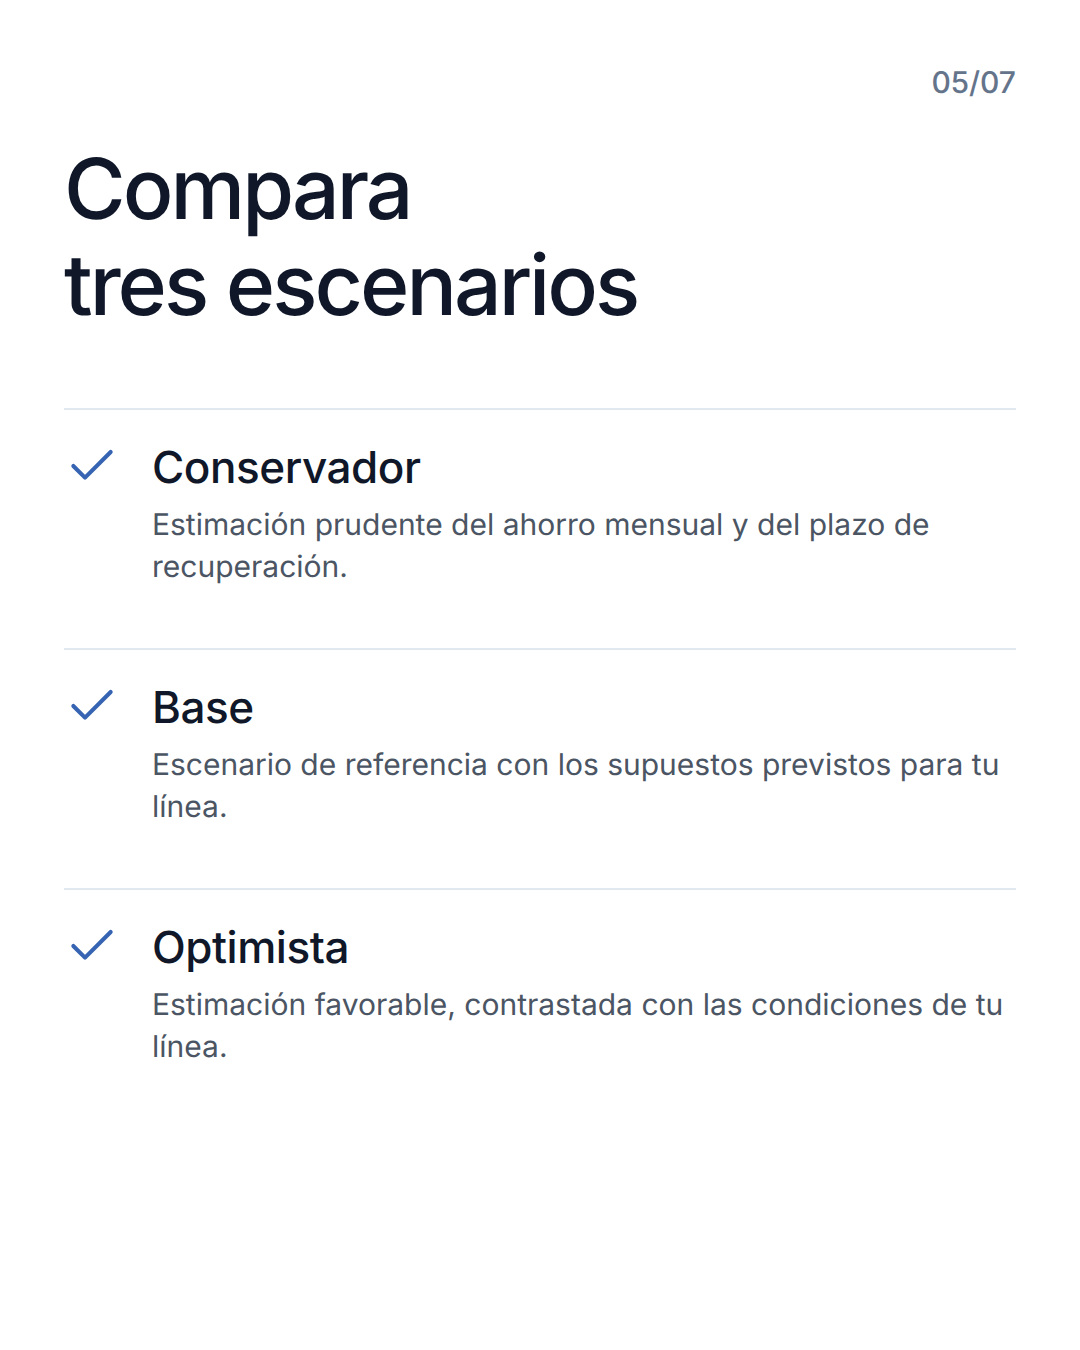 05/07
Compara
tres escenarios
Conservador
Estimación prudente del ahorro mensual y del plazo de
recuperación.
Base
Escenario de referencia con los supuestos previstos para tu
línea.
Optimista
Estimación favorable, contrastada con las condiciones de tu
línea.